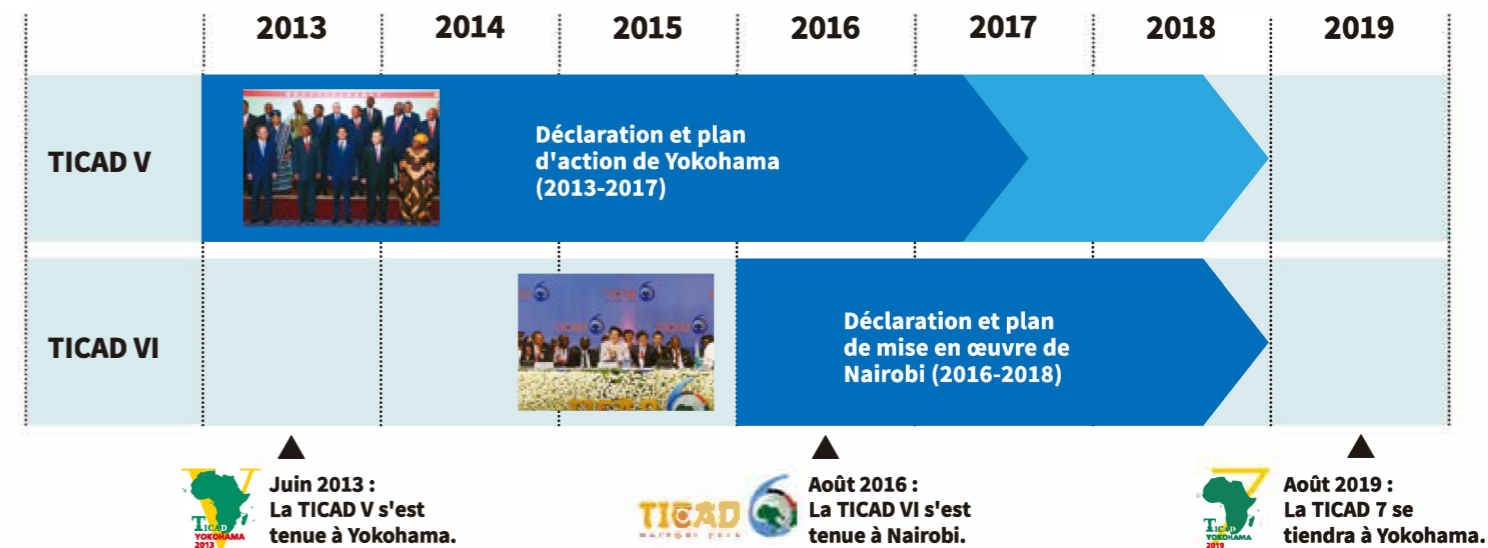 2013 2014 2015 2016 2017 2018 2019
TICAD V
Déclaration et plan
d'action de Yokohama
(2013-2017)
TICAD VI
Déclaration et plan
de mise en œuvre de
Nairobi (2016-2018)
TICAD
YOKOHAMA
2013
Juin 2013 :
La TICAD V s'est
tenue à Yokohama.
TICAD
NAIROBI 2016
Août 2016 :
La TICAD VI s'est
tenue à Nairobi.
TICAD
YOKOHAMA
2019
Août 2019 :
La TICAD 7 se
tiendra à Yokohama.